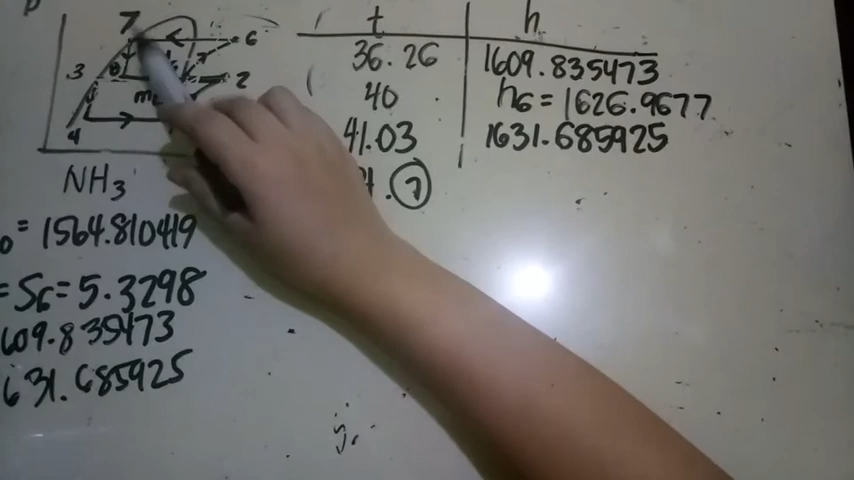 P
7
6
3
2
m
4
NH3
t h
36.26 1609.835473
40 h6 = 1626.9677
41.03 1631.685925
1.7
o = 1564.810419
= S6 = 5.3298
609.835473
631.685925